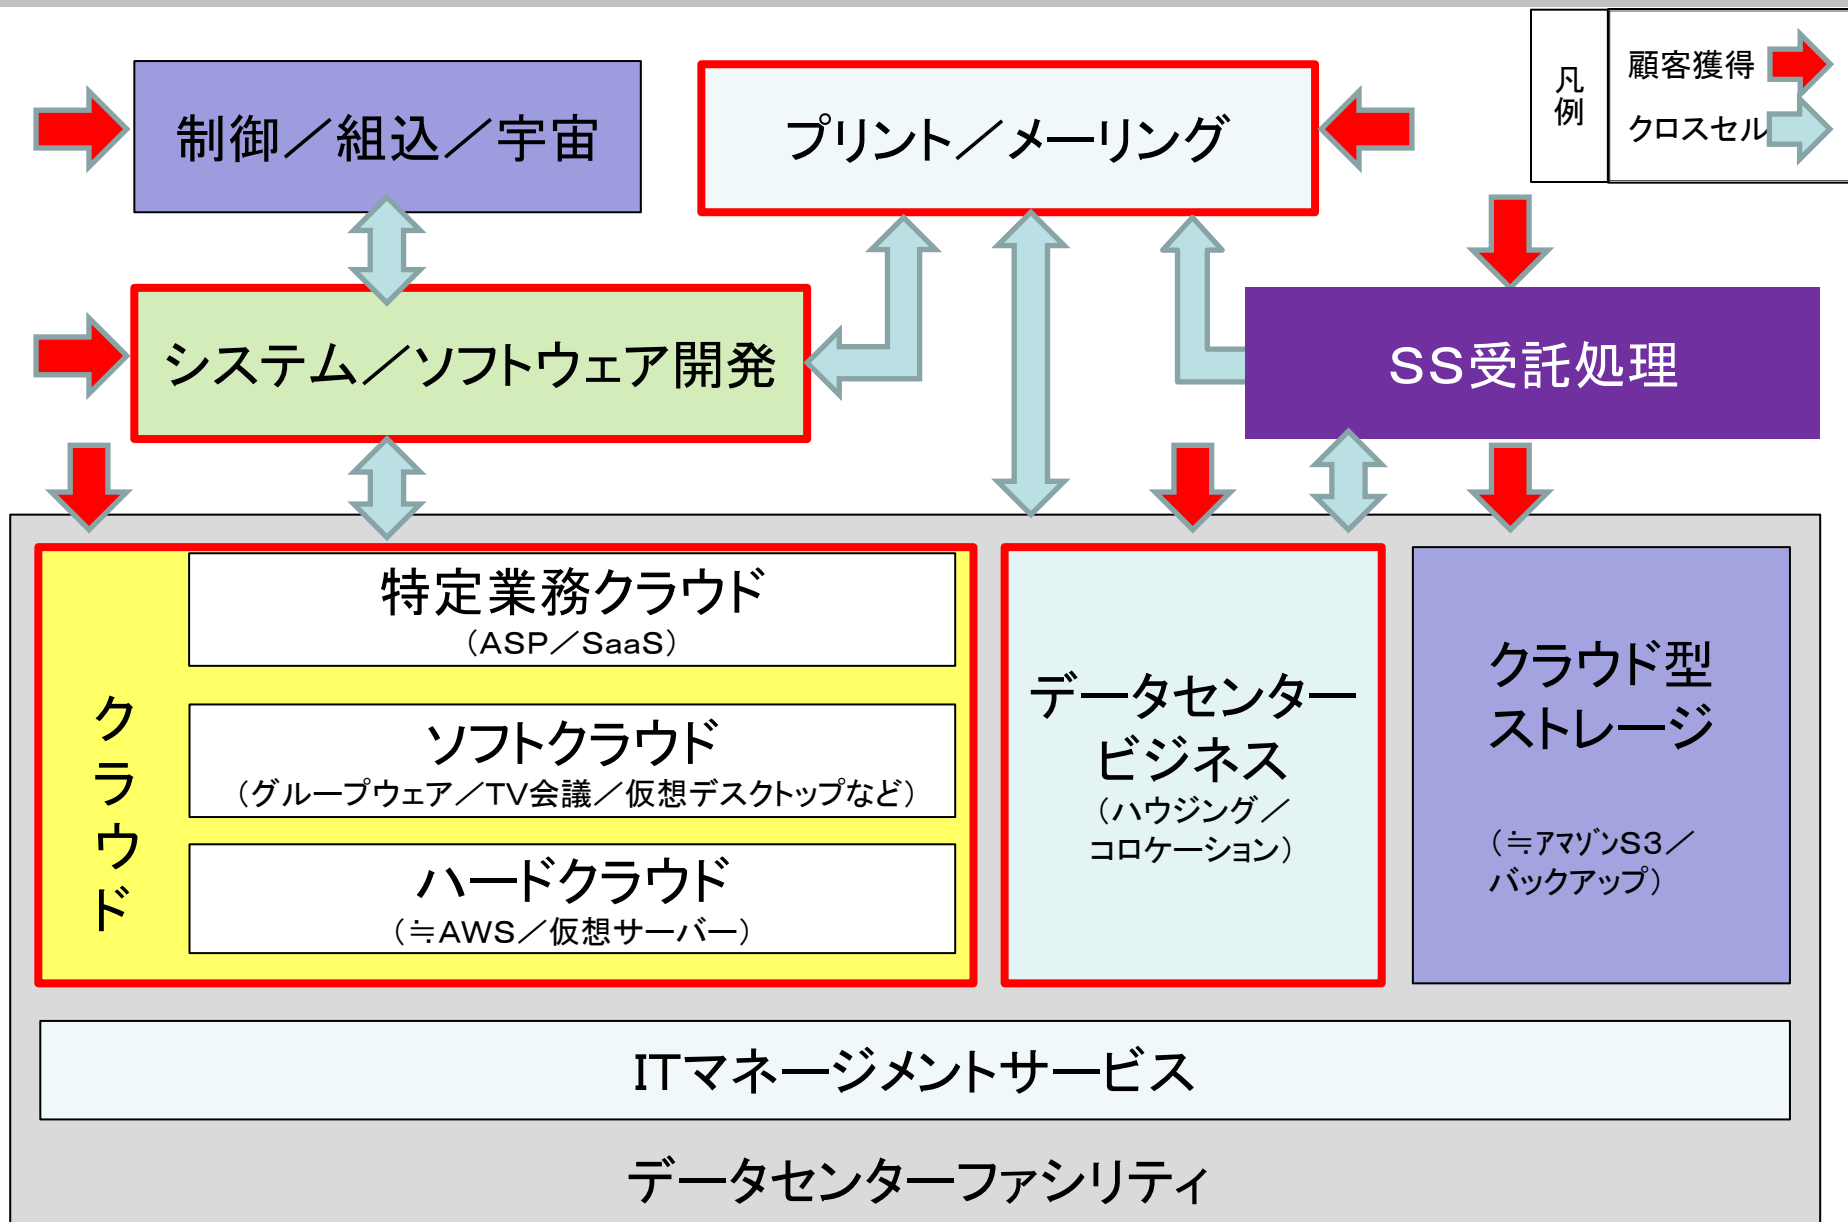 凡
例
顧客獲得
クロスセル
制御／組込／宇宙
プリント／メーリング
システム／ソフトウェア開発
ＳＳ受託処理
クラウド
特定業務クラウド
（ＡＳＰ／ＳａａＳ）
ソフトクラウド
（グループウェア／ＴＶ会議／仮想デスクトップなど）
ハードクラウド
（≒ＡＷＳ／仮想サーバー）
データセンター
ビジネス
（ハウジング／
コロケーション）
クラウド型
ストレージ
（≒ｱﾏｿﾞﾝＳ３／
バックアップ）
ＩＴマネージメントサービス
データセンターファシリティ